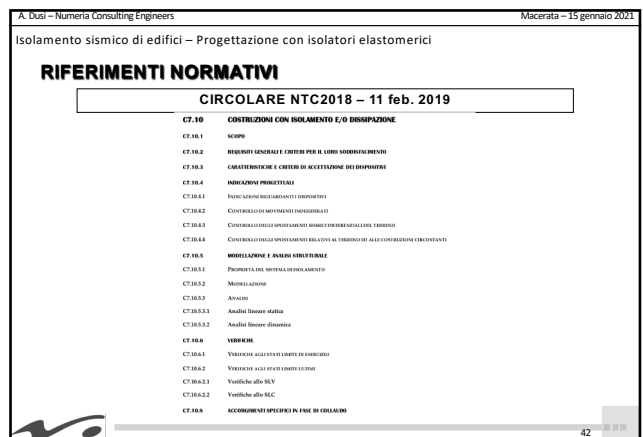 A. Dusi – Numeria Consulting Engineers Macerata – 15 gennaio 2021
Isolamento sismico di edifici – Progettazione con isolatori elastomerici
RIFERIMENTI NORMATIVI
CIRCOLARE NTC2018 – 11 feb. 2019
C7.10 COSTRUZIONI CON ISOLAMENTO E/O DISSIPAZIONE
C7.10.1 SCOPO
C7.10.2 REQUISITI GENERALI E CRITERI PER IL LORO SODDISFACIMENTO
C7.10.3 CARATTERISTICHE E CRITERI DI ACCETTAZIONE DEI DISPOSITIVI
C7.10.4 INDICAZIONI PROGETTUALI
C7.10.4.1 INDICAZIONI RIGUARDANTI I DISPOSITIVI
C7.10.4.2 CONTROLLO DI MOVIMENTI INDESIDERATI
C7.10.4.3 CONTROLLO DEGLI SPOSTAMENTI SISMICI DIFFERENZIALI DEL TERRENO
C7.10.4.4 CONTROLLO DEGLI SPOSTAMENTI RELATIVI AL TERRENO ED ALLE COSTRUZIONI CIRCOSTANTI
C7.10.5 MODELLAZIONE E ANALISI STRUTTURALE
C7.10.5.1 PROPRIETÀ DEL SISTEMA DI ISOLAMENTO
C7.10.5.2 MODELLAZIONE
C7.10.5.3 ANALISI
C7.10.5.3.1 Analisi lineare statica
C7.10.5.3.2 Analisi lineare dinamica
C7.10.6 VERIFICHE
C7.10.6.1 VERIFICHE AGLI STATI LIMITE DI ESERCIZIO
C7.10.6.2 VERIFICHE AGLI STATI LIMITE ULTIMI
C7.10.6.2.1 Verifiche allo SLV
C7.10.6.2.2 Verifiche allo SLC
C7.10.8 ACCORGIMENTI SPECIFICI IN FASE DI COLLAUDO
42